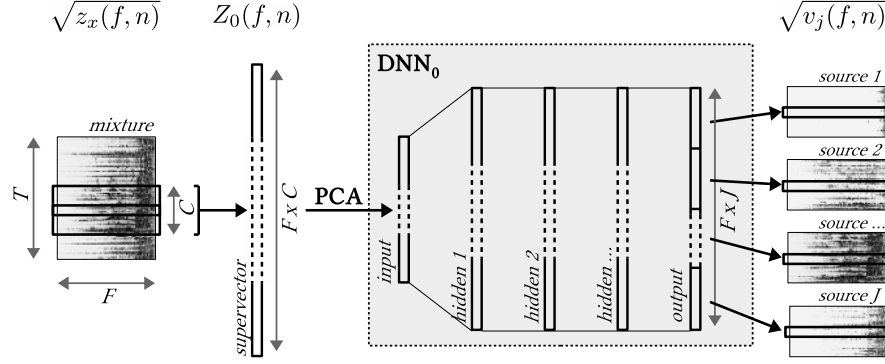 √z_x(f, n)
Z_0(f, n)
√v_j(f, n)
DNN_0
mixture
T
C
F
supervector
F x C
PCA
input
hidden 1
hidden 2
hidden ...
output
F x J
source 1
source 2
source ...
source J